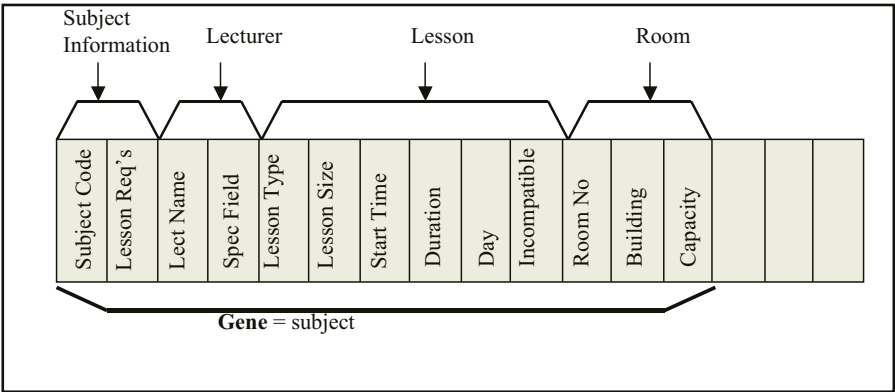 Subject
Information
Lecturer
Lesson
Room
Subject Code
Lesson Req's
Lect Name
Spec Field
Lesson Type
Lesson Size
Start Time
Duration
Day
Incompatible
Room No
Building
Capacity
Gene = subject